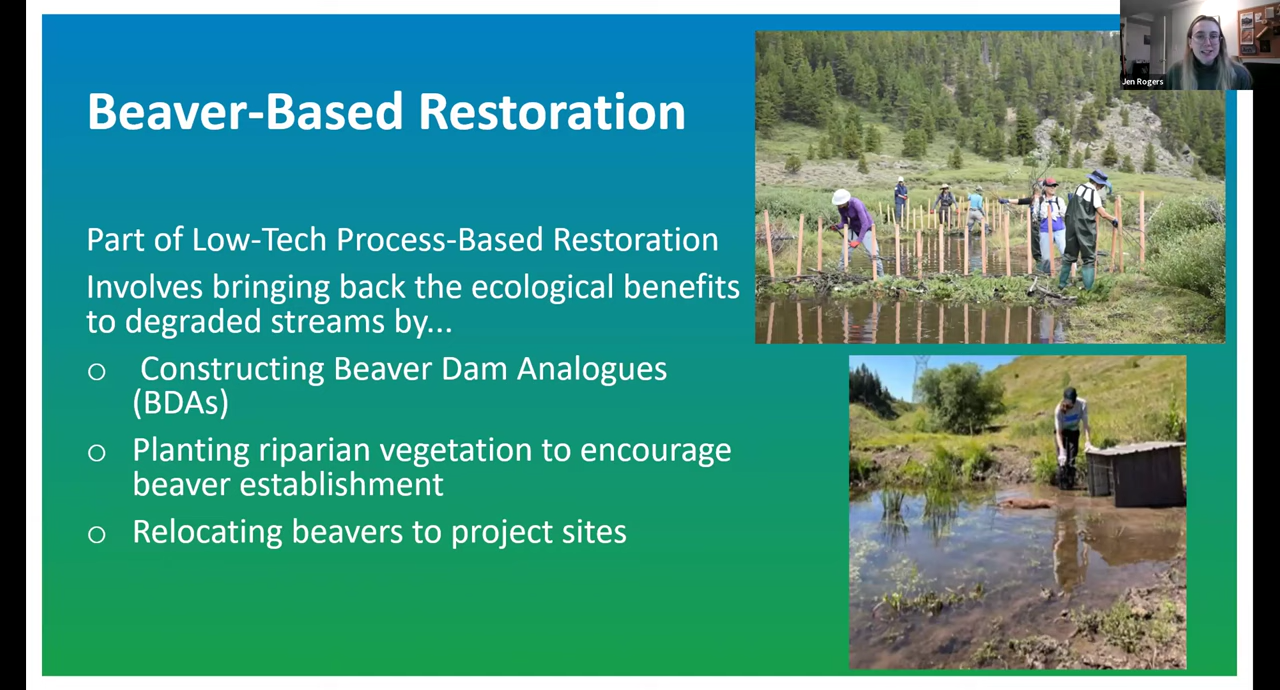 Jen Rogers
Beaver-Based Restoration
Part of Low-Tech Process-Based Restoration
Involves bringing back the ecological benefits
to degraded streams by...
o Constructing Beaver Dam Analogues
(BDAs)
o Planting riparian vegetation to encourage
beaver establishment
o Relocating beavers to project sites